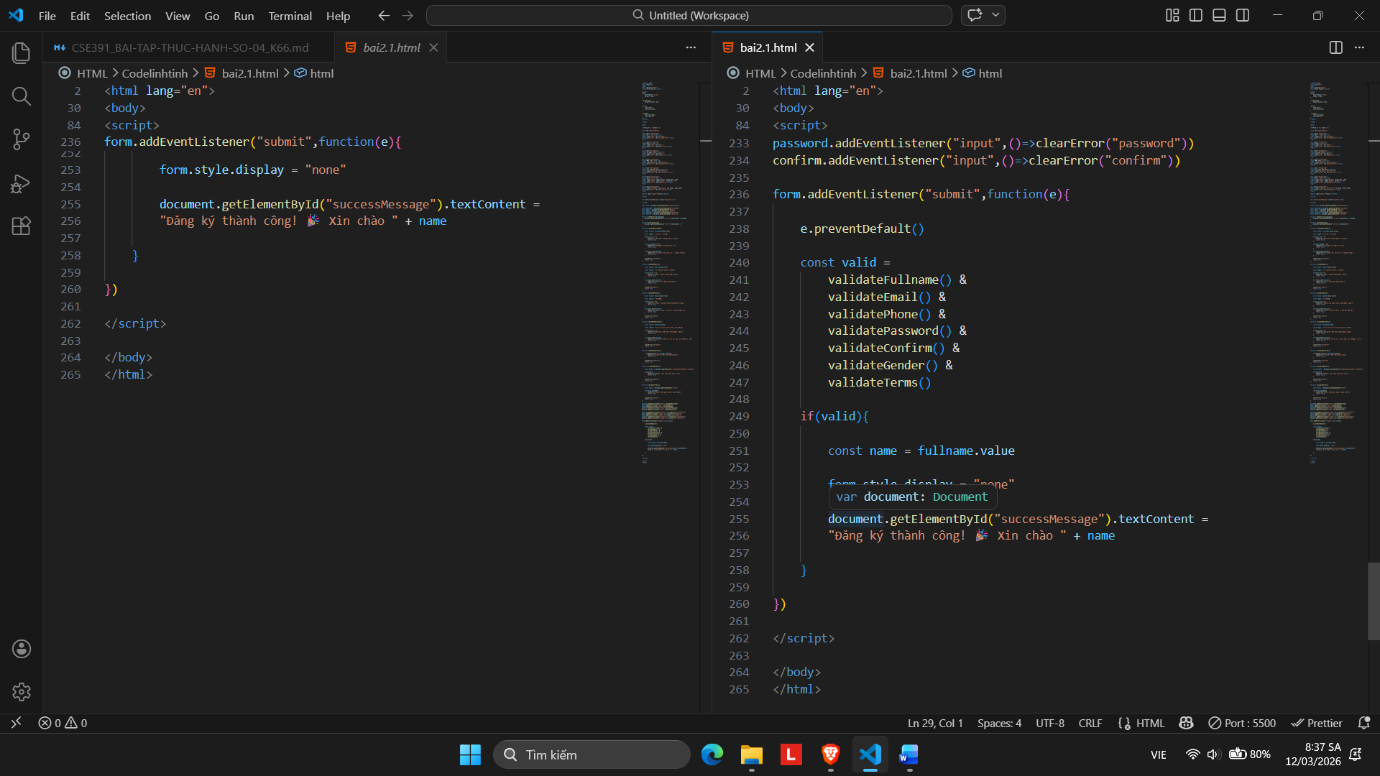 File Edit Selection View Go Run Terminal Help
Untitled (Workspace)
CSE391_BAI-TAP-THUC-HANH-SO-04_K66.md
bai2.1.html
HTML > Codelinhtinh > bai2.1.html > html
2 <html lang="en">
30 <body>
84 <script>
236 form.addEventListener("submit",function(e){
252
253 form.style.display = "none"
254
255 document.getElementById("successMessage").textContent =
256 "Đăng ký thành công! 🎉 Xin chào " + name
257
258 }
259
260 })
261
262 </script>
263
264 </body>
265 </html>
bai2.1.html
HTML > Codelinhtinh > bai2.1.html > html
2 <html lang="en">
30 <body>
84 <script>
233 password.addEventListener("input",()=>clearError("password"))
234 confirm.addEventListener("input",()=>clearError("confirm"))
235
236 form.addEventListener("submit",function(e){
237
238 e.preventDefault()
239
240 const valid =
241 validateFullname() &
242 validateEmail() &
243 validatePhone() &
244 validatePassword() &
245 validateConfirm() &
246 validateGender() &
247 validateTerms()
248
249 if(valid){
250
251 const name = fullname.value
252
253 form.style.display = "none"
254 var document: Document
255 document.getElementById("successMessage").textContent =
256 "Đăng ký thành công! 🎉 Xin chào " + name
257
258 }
259
260 })
261
262 </script>
263
264 </body>
265 </html>
0 0
Ln 29, Col 1 Spaces: 4 UTF-8 CRLF {} HTML Port : 5500 Prettier
Tìm kiếm
L
W
VIE
80%
8:37 SA
12/03/2026